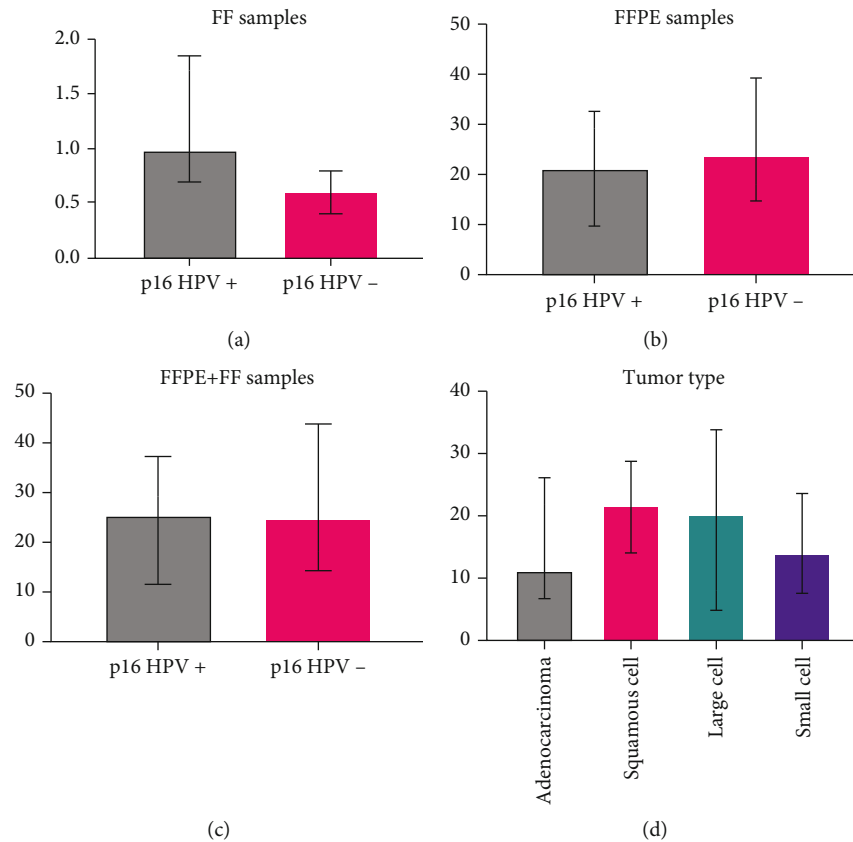 FF samples
2.0
1.5
1.0
0.5
0.0
p16 HPV +
p16 HPV –
(a)
FFPE samples
50
40
30
20
10
0
p16 HPV +
p16 HPV –
(b)
FFPE+FF samples
50
40
30
20
10
0
p16 HPV +
p16 HPV –
(c)
Tumor type
40
30
20
10
0
Adenocarcinoma
Squamous cell
Large cell
Small cell
(d)